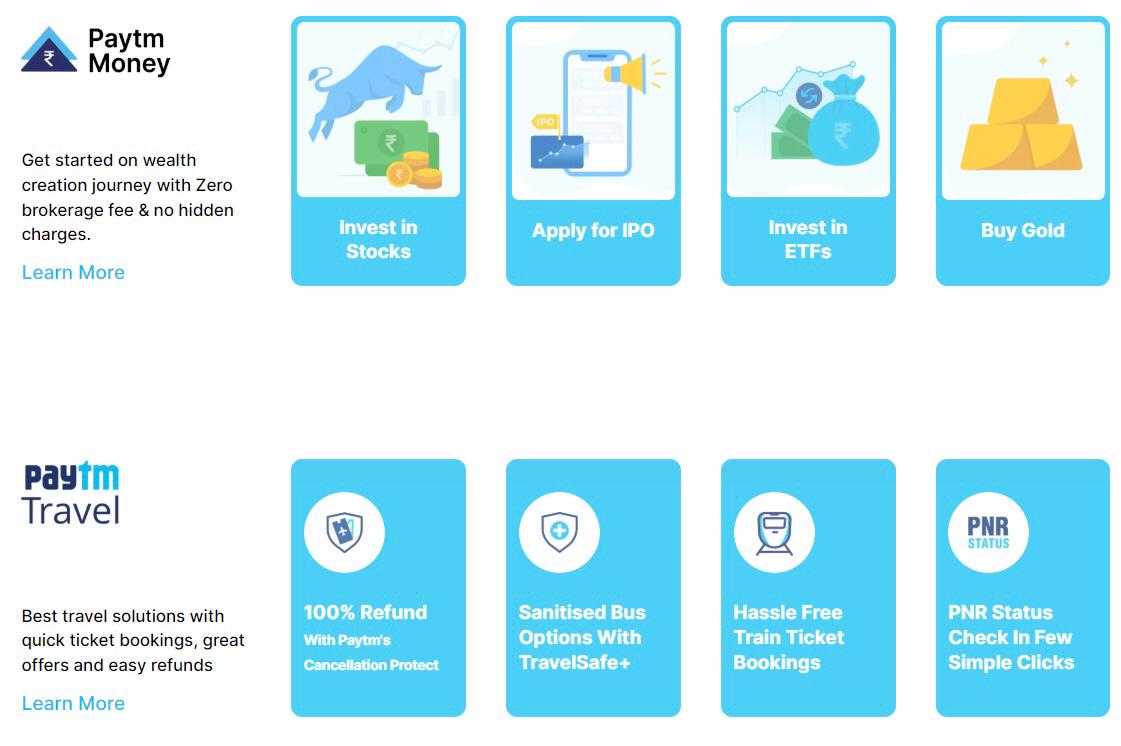 Paytm
Money
Get started on wealth
creation journey with Zero
brokerage fee & no hidden
charges.
Learn More
₹
₹
Invest in
Stocks
IPO
Apply for IPO
₹
Invest in
ETFs
Buy Gold
paytm
Travel
Best travel solutions with
quick ticket bookings, great
offers and easy refunds
Learn More
100% Refund
With Paytm's
Cancellation Protect
Sanitised Bus
Options With
TravelSafe+
Hassle Free
Train Ticket
Bookings
PNR
STATUS
PNR Status
Check In Few
Simple Clicks